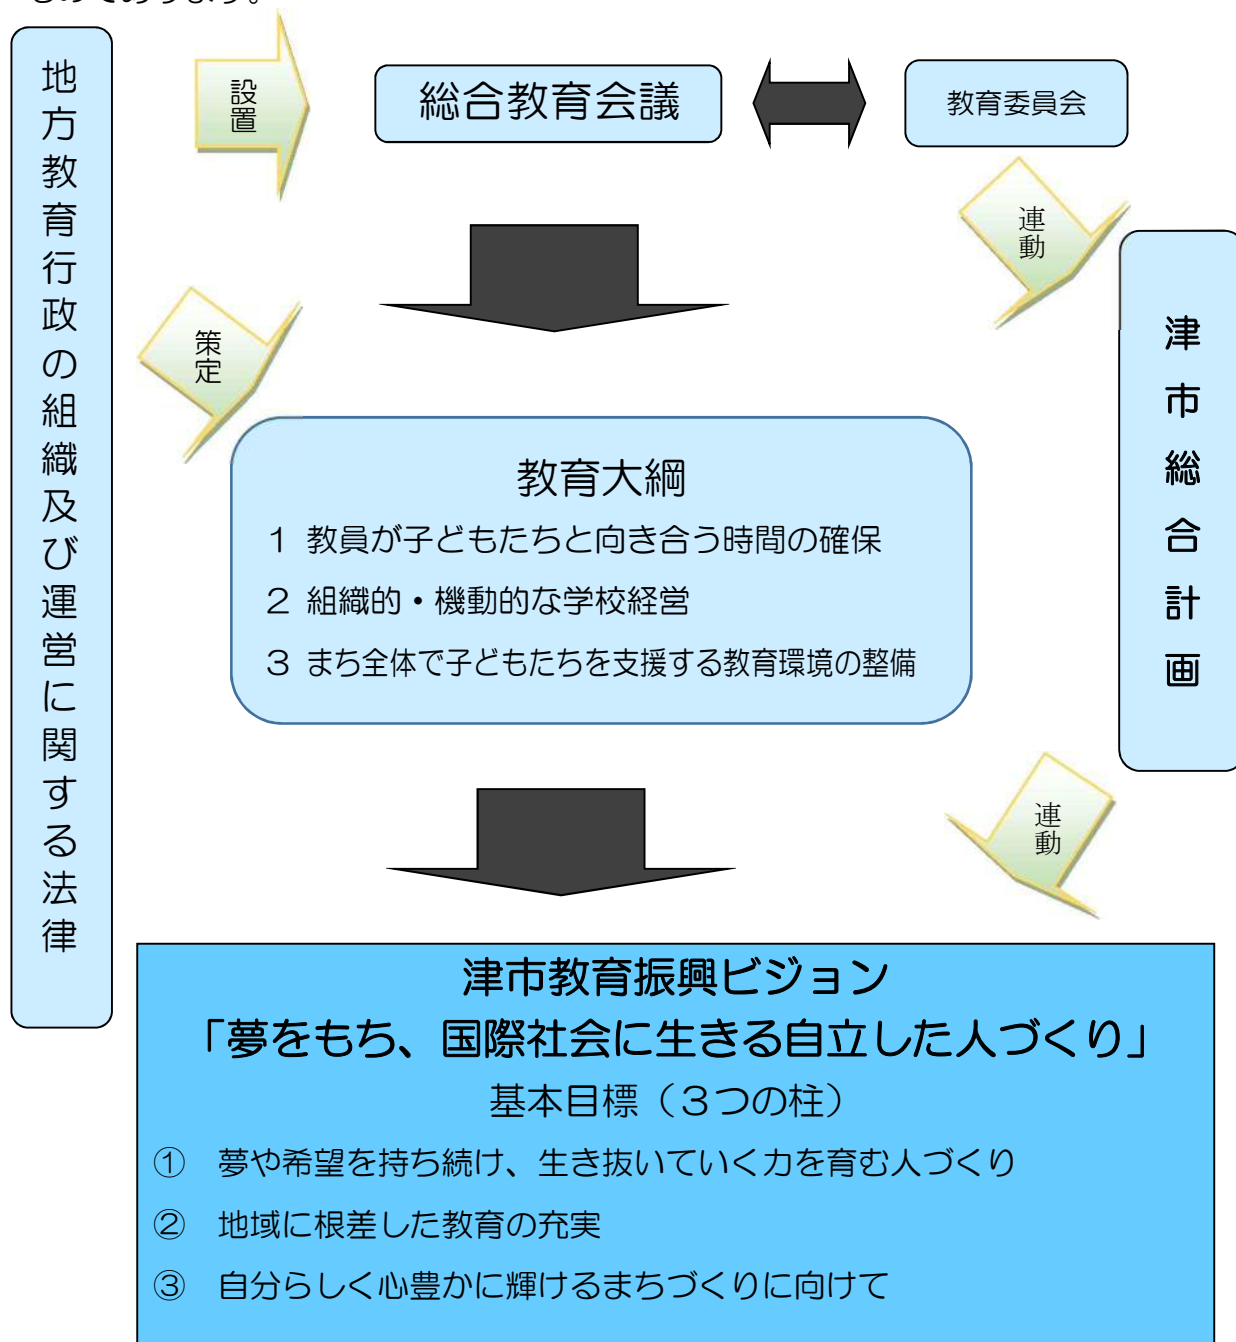 地方教育行政の組織及び運営に関する法律
設置
総合教育会議
教育委員会
連動
策定
津市総合計画
教育大綱
１ 教員が子どもたちと向き合う時間の確保
２ 組織的・機動的な学校経営
３ まち全体で子どもたちを支援する教育環境の整備
連動
津市教育振興ビジョン
「夢をもち、国際社会に生きる自立した人づくり」
基本目標（３つの柱）
① 夢や希望を持ち続け、生き抜いていく力を育む人づくり
② 地域に根差した教育の充実
③ 自分らしく心豊かに輝けるまちづくりに向けて